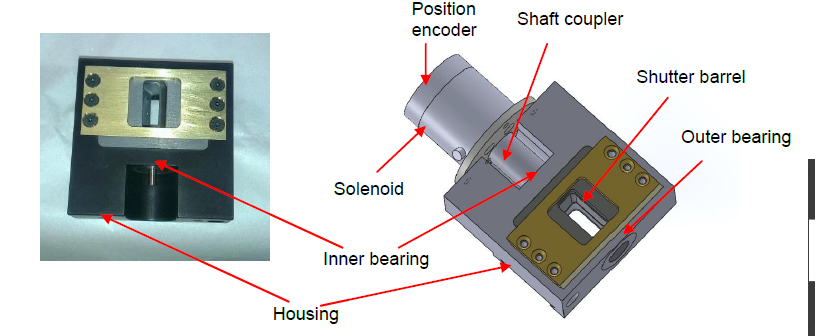 Position
encoder
Shaft coupler
Shutter barrel
Outer bearing
Solenoid
Inner bearing
Housing